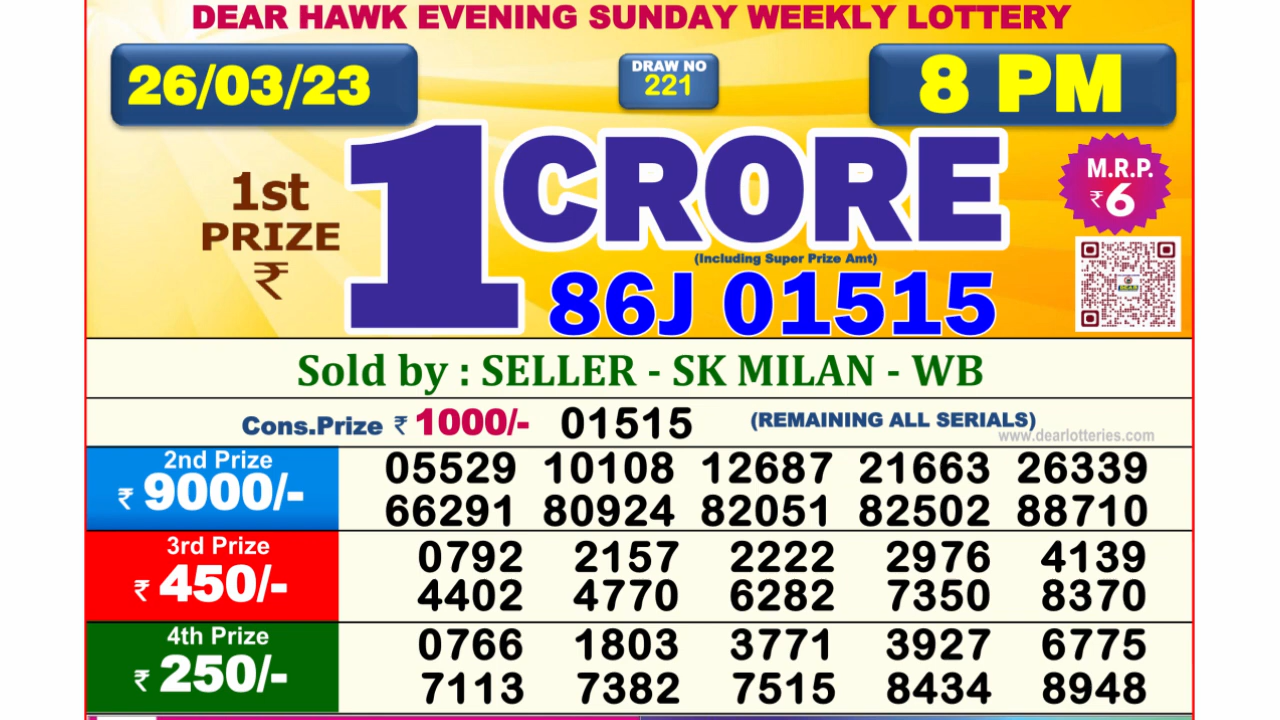 DEAR HAWK EVENING SUNDAY WEEKLY LOTTERY
26/03/23
DRAW NO
221
8 PM
1st
PRIZE
₹
1 CRORE
(Including Super Prize Amt)
M.R.P.
₹ 6
86J 01515
Sold by : SELLER - SK MILAN - WB
Cons.Prize ₹ 1000/- 01515 (REMAINING ALL SERIALS)
www.dearlotteries.com
2nd Prize
₹ 9000/-
05529 10108 12687 21663 26339
66291 80924 82051 82502 88710
3rd Prize
₹ 450/-
0792 2157 2222 2976 4139
4402 4770 6282 7350 8370
4th Prize
₹ 250/-
0766 1803 3771 3927 6775
7113 7382 7515 8434 8948